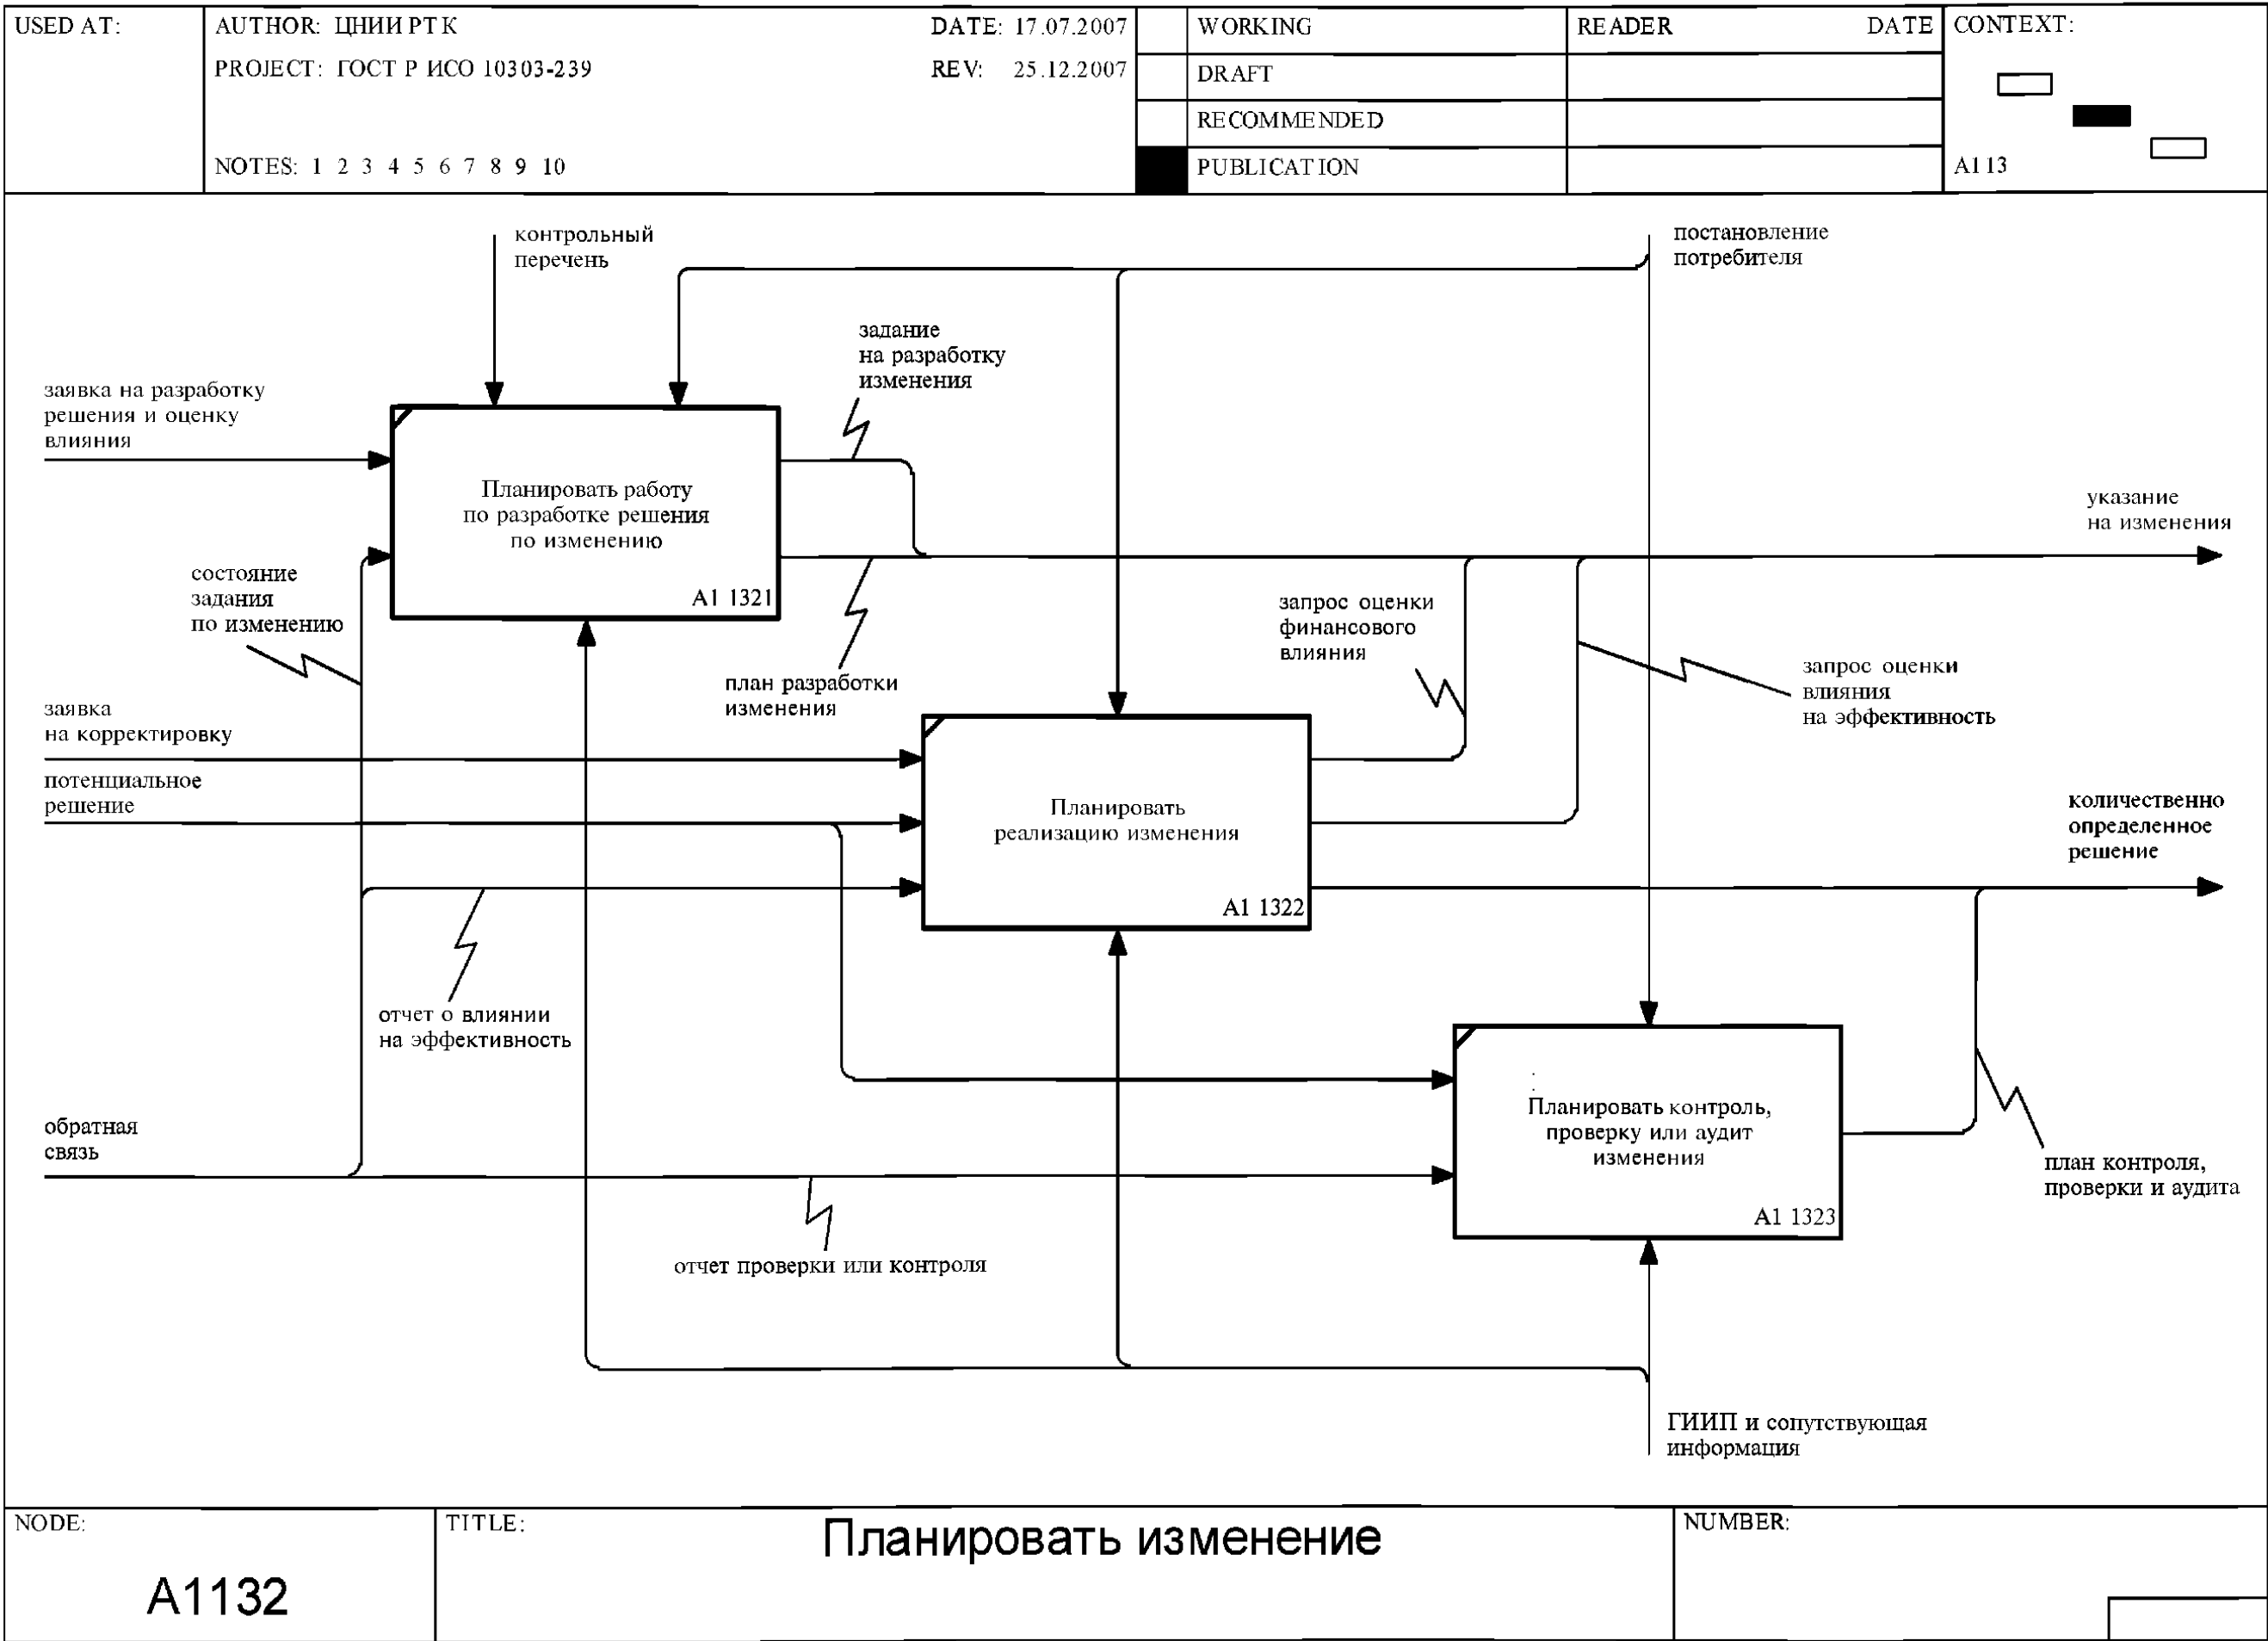 USED AT:
AUTHOR: ЦНИИ РТК
DATE: 17.07.2007
PROJECT: ГОСТ Р ИСО 10303-239
REV: 25.12.2007
NOTES: 1 2 3 4 5 6 7 8 9 10
WORKING
DRAFT
RECOMMENDED
PUBLICATION
READER DATE
CONTEXT:
A113
контрольный
перечень
постановление
потребителя
задание
на разработку
изменения
заявка на разработку
решения и оценку
влияния
Планировать работу
по разработке решения
по изменению
A1 1321
указание
на изменения
состояние
задания
по изменению
запрос оценки
финансового
влияния
запрос оценки
влияния
на эффективность
план разработки
изменения
заявка
на корректировку
потенциальное
решение
Планировать
реализацию изменения
A1 1322
количественно
определенное
решение
отчет о влиянии
на эффективность
обратная
связь
Планировать контроль,
проверку или аудит
изменения
A1 1323
план контроля,
проверки и аудита
отчет проверки или контроля
ГИИП и сопутствующая
информация
NODE:
A1132
TITLE:
Планировать изменение
NUMBER: